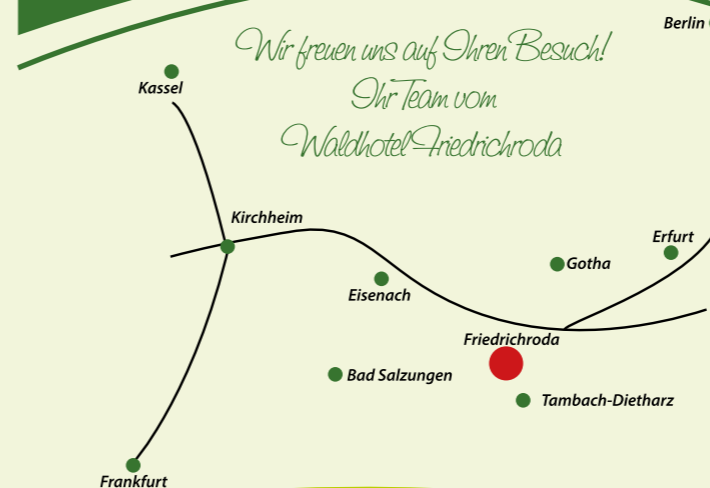 Berlin
Wir freuen uns auf Ihren Besuch!
Ihr Team vom
Waldhotel Friedrichroda
Kassel
Kirchheim
Erfurt
Gotha
Eisenach
Friedrichroda
Bad Salzungen
Tambach-Dietharz
Frankfurt